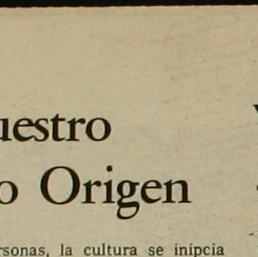 uestro
o Origen
rsonas, la cultura se inipcia